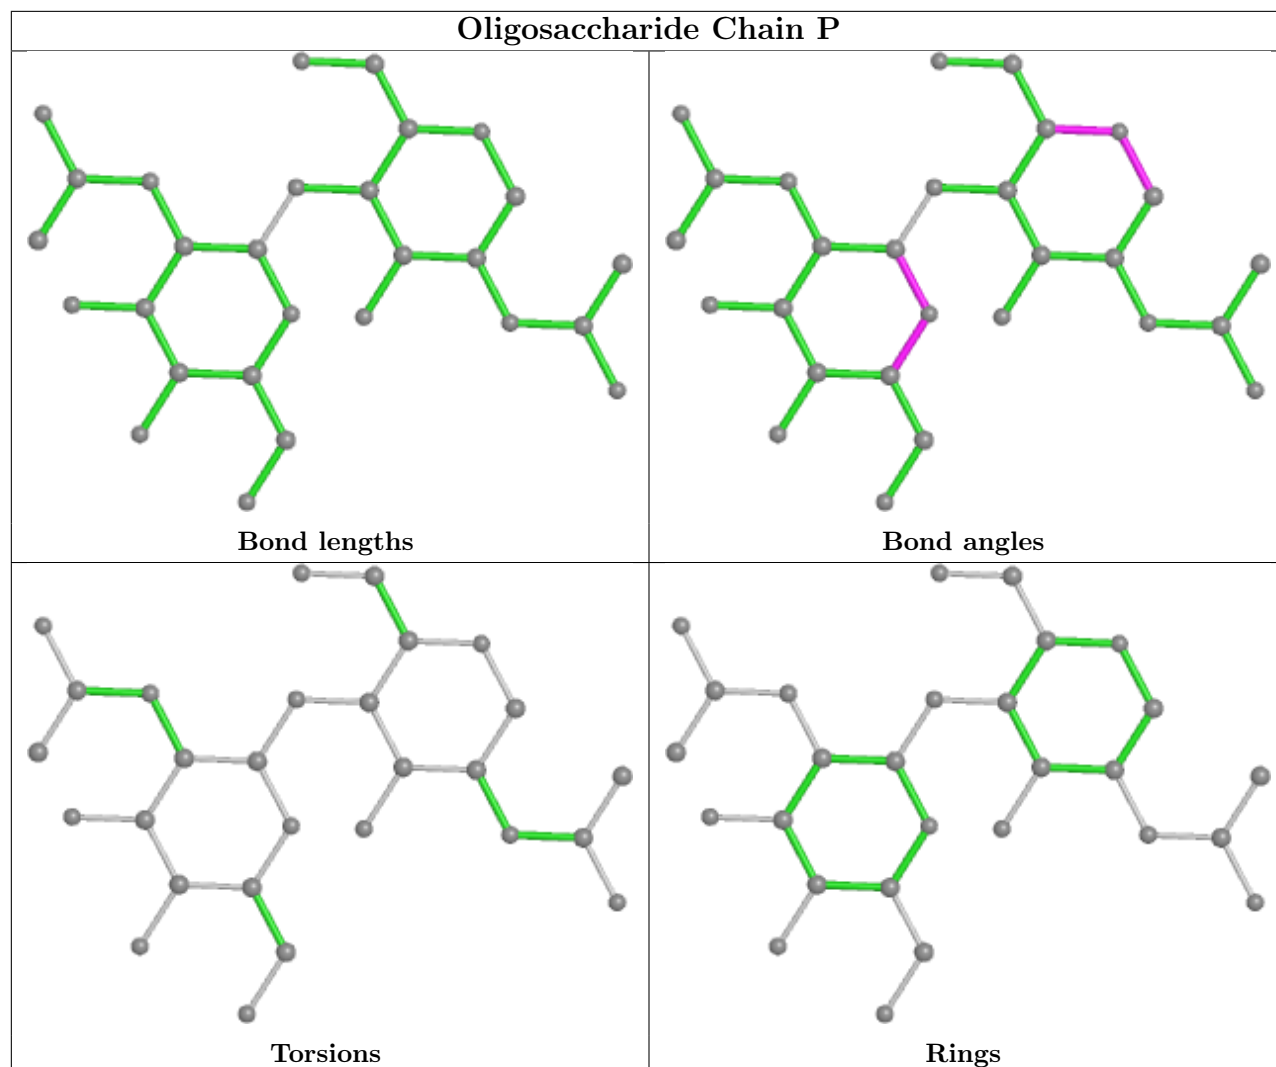 Oligosaccharide Chain P
Bond lengths
Bond angles
Torsions
Rings